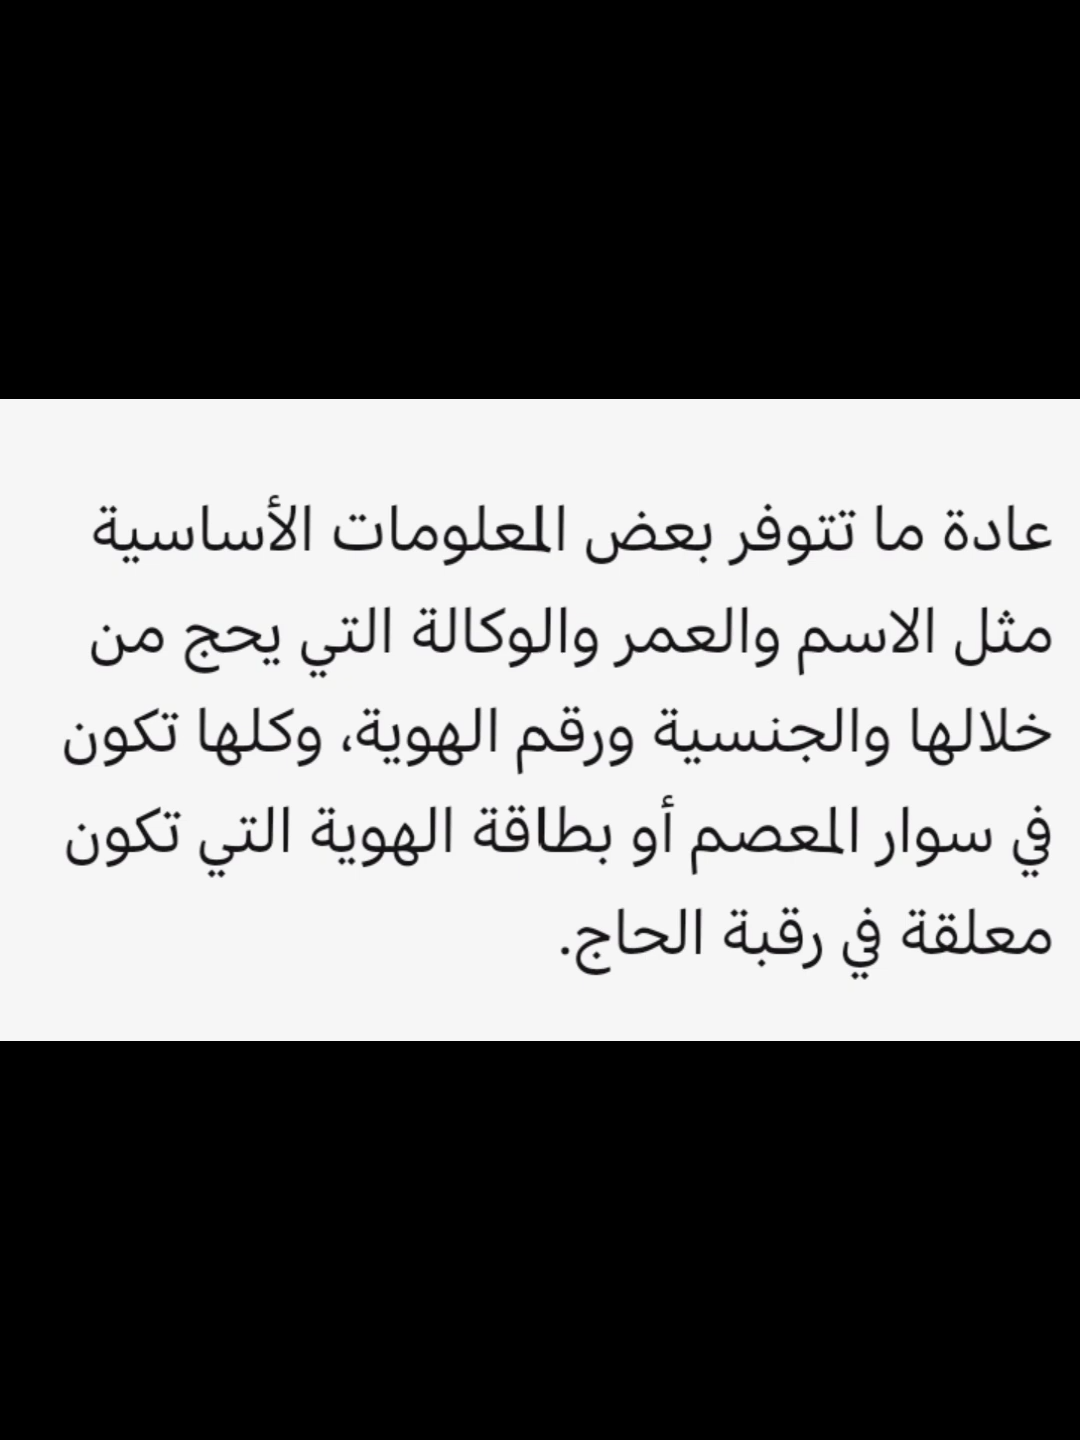 عادة ما تتوفر بعض المعلومات الأساسية
مثل الاسم والعمر والوكالة التي يحج من
خلالها والجنسية ورقم الهوية، وكلها تكون
في سوار المعصم أو بطاقة الهوية التي تكون
معلقة في رقبة الحاج.